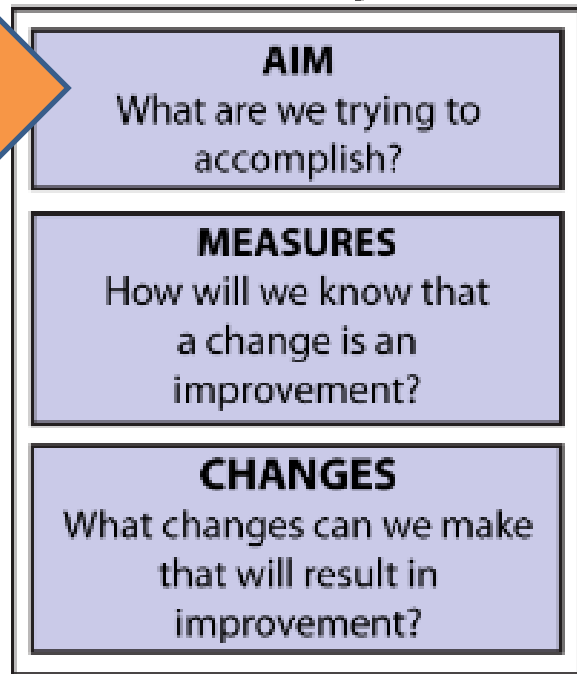 AIM
What are we trying to
accomplish?
MEASURES
How will we know that
a change is an
improvement?
CHANGES
What changes can we make
that will result in
improvement?